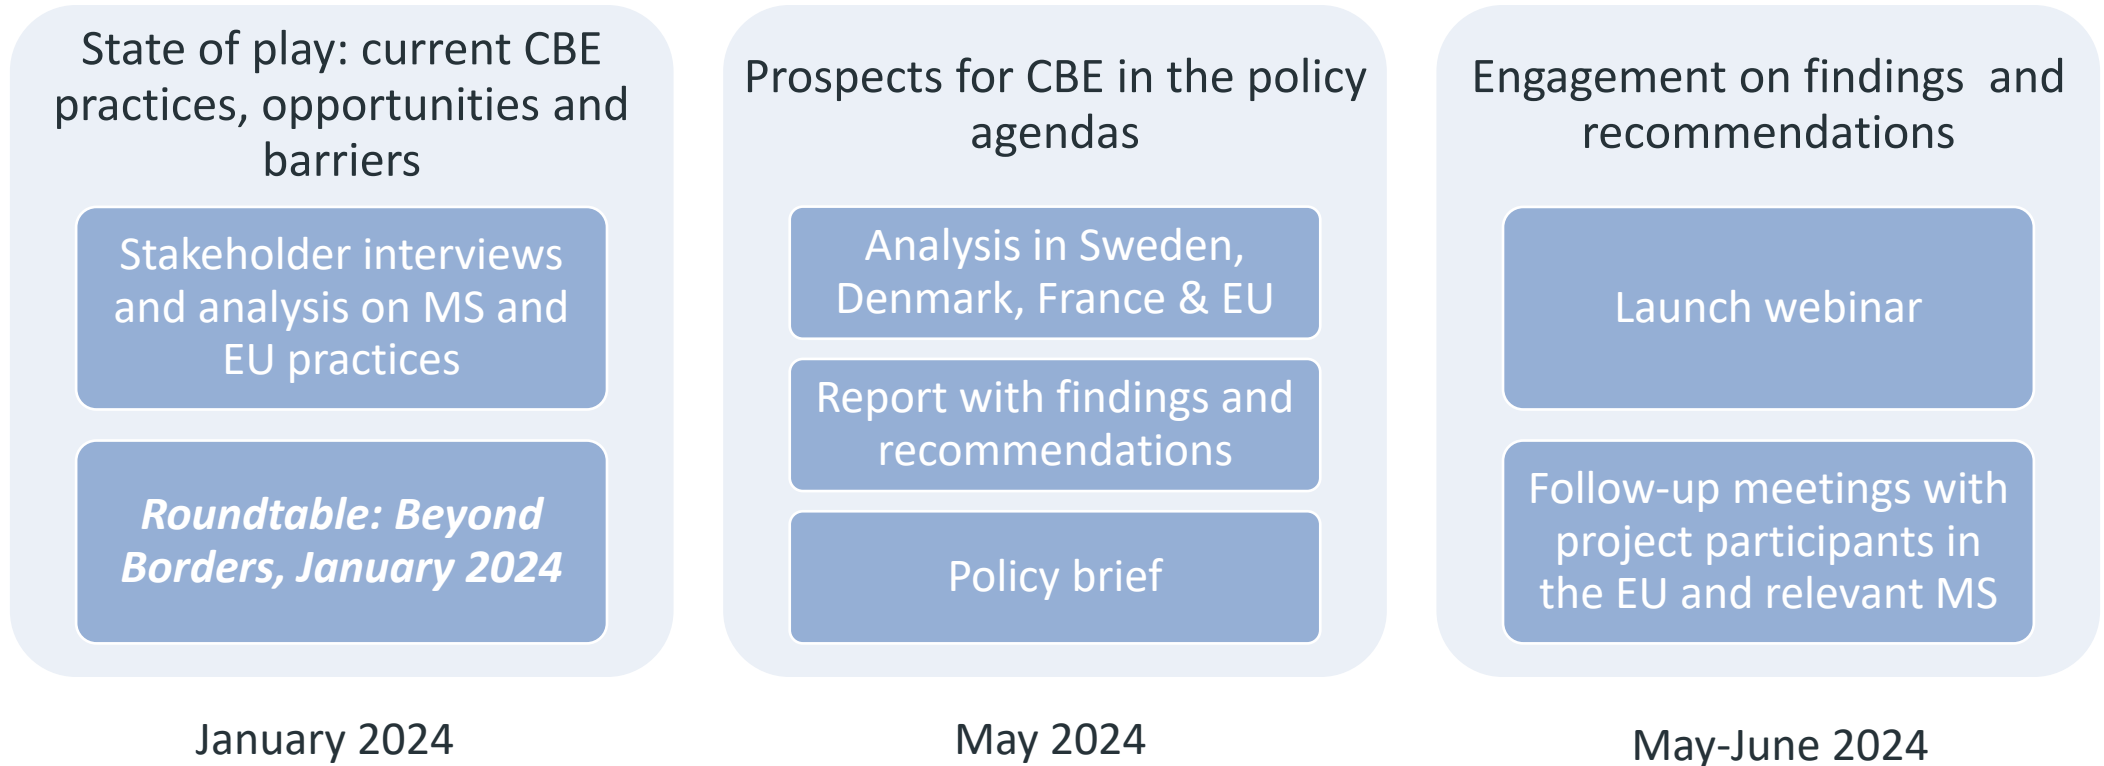 State of play: current CBE
practices, opportunities and
barriers
Stakeholder interviews
and analysis on MS and
EU practices
Roundtable: Beyond
Borders, January 2024
January 2024
Prospects for CBE in the policy
agendas
Analysis in Sweden,
Denmark, France & EU
Report with findings and
recommendations
Policy brief
May 2024
Engagement on findings  and
recommendations
Launch webinar
Follow-up meetings with
project participants in
the EU and relevant MS
May-June 2024